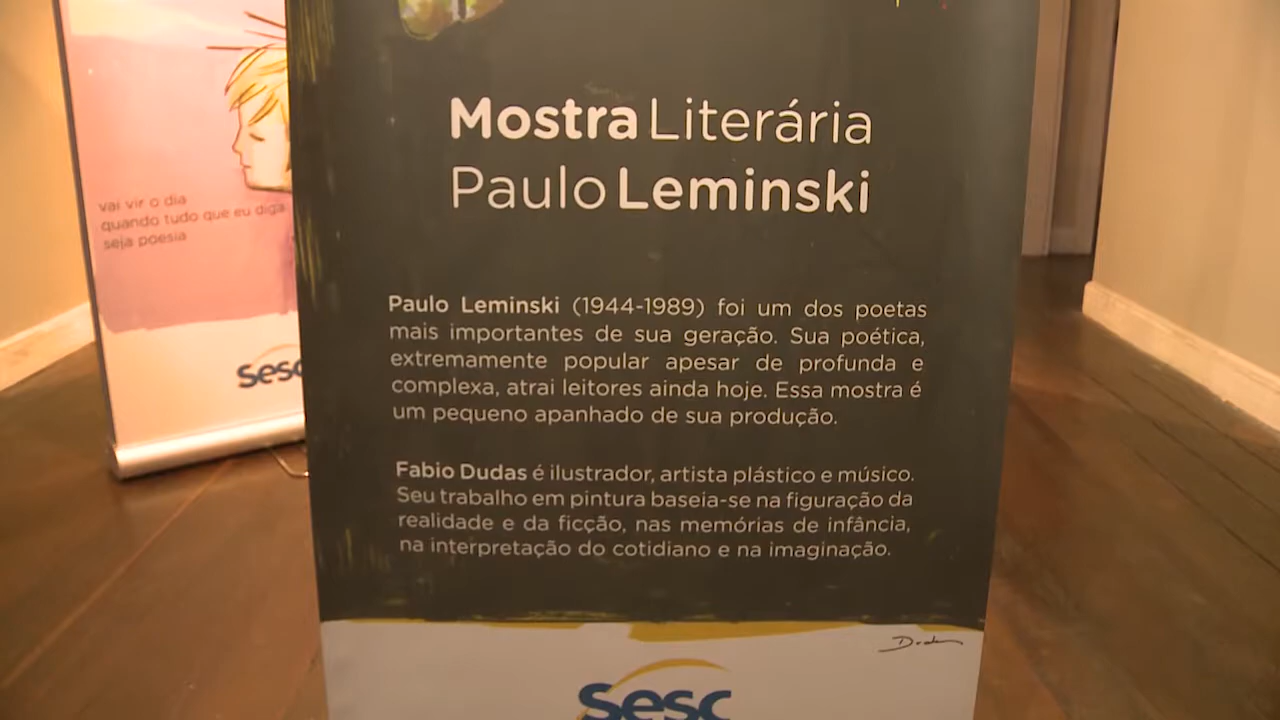 Mostra Literária
Paulo Leminski
Paulo Leminski (1944-1989) foi um dos poetas
mais importantes de sua geração. Sua poética,
extremamente popular apesar de profunda e
complexa, atrai leitores ainda hoje. Essa mostra é
um pequeno apanhado de sua produção.
Fabio Dudas é ilustrador, artista plástico e músico.
Seu trabalho em pintura baseia-se na figuração da
realidade e da ficção, nas memórias de infância,
na interpretação do cotidiano e na imaginação.
Sesc
vai vir o dia
quando tudo que eu diga
seja poesia
Sesc